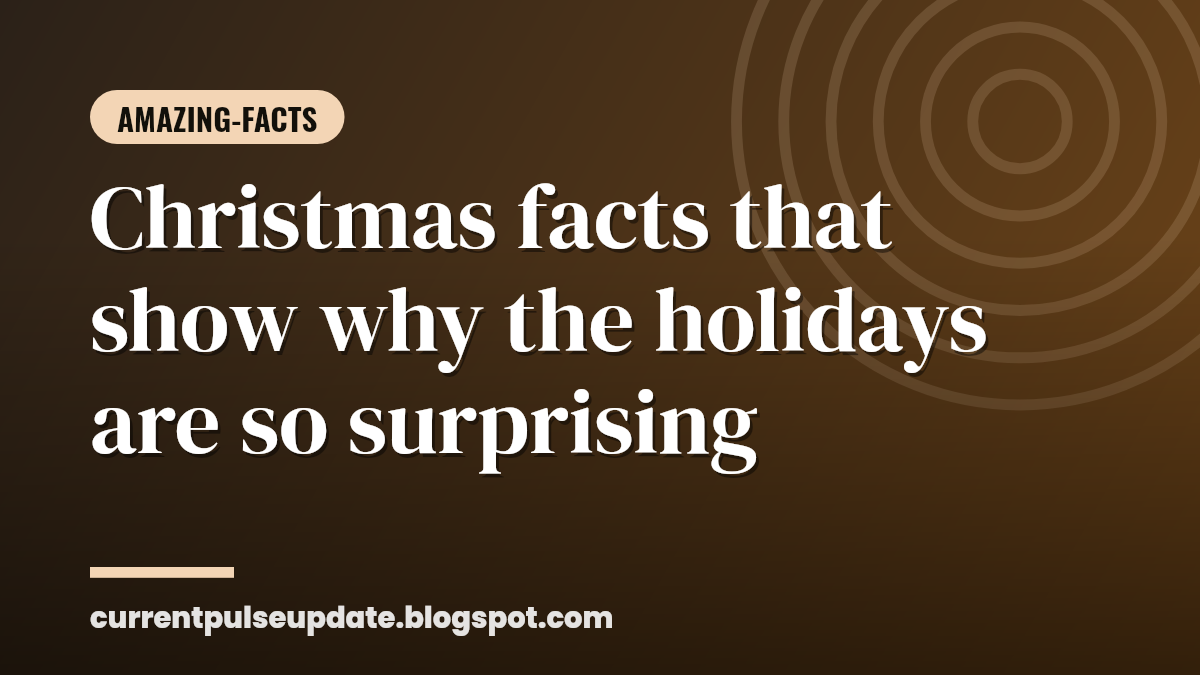 AMAZING-FACTS
Christmas facts that
show why the holidays
are so surprising
currentpulseupdate.blogspot.com